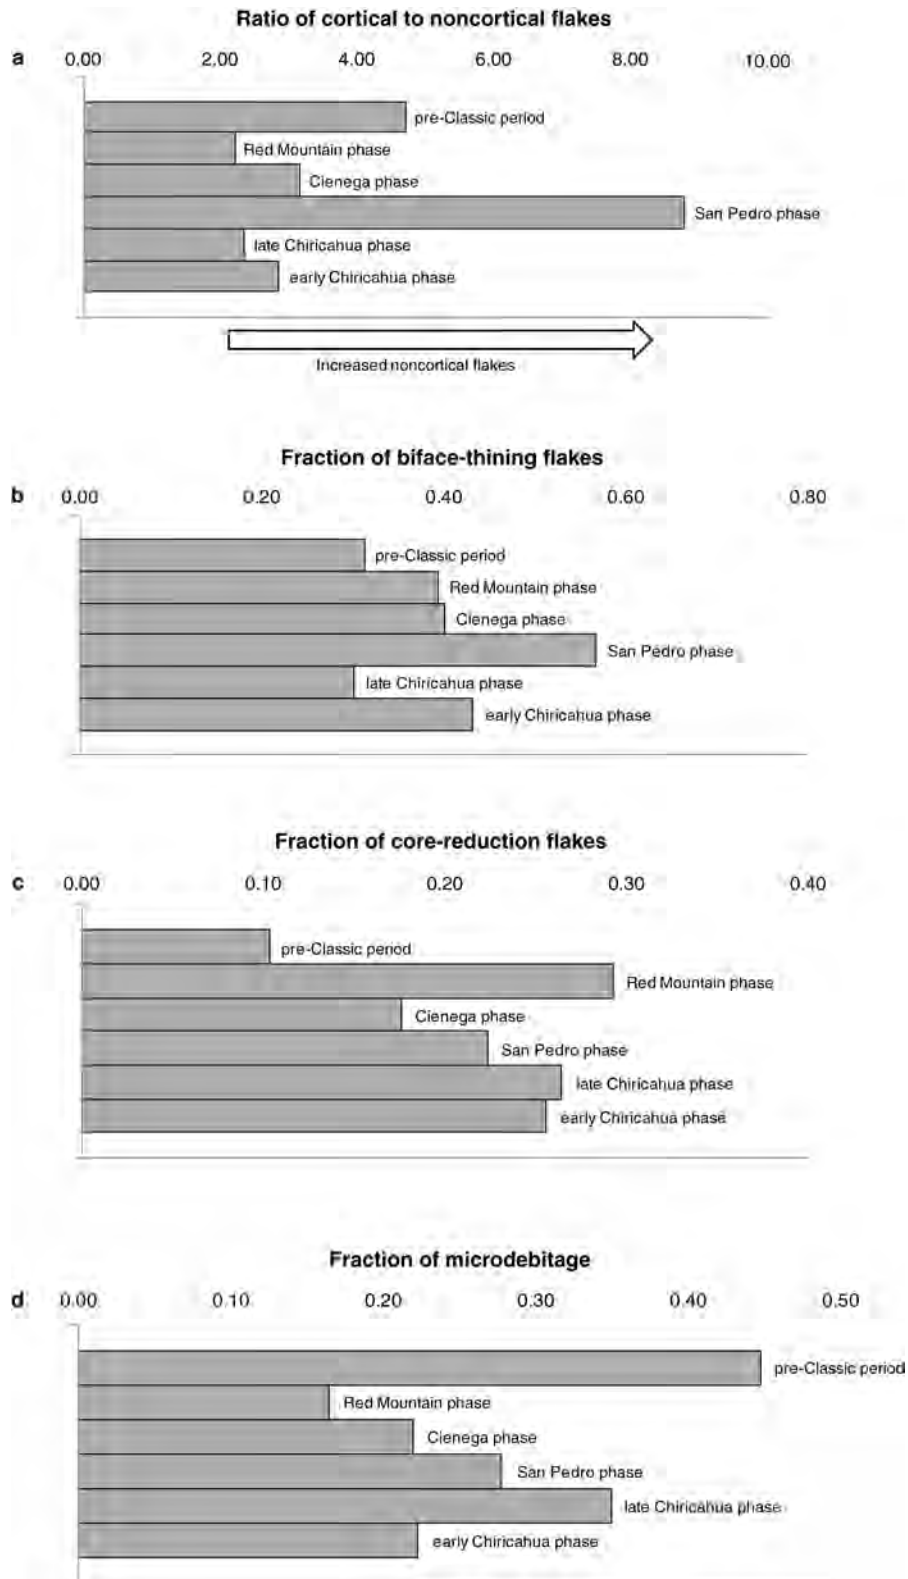 Ratio of cortical to noncortical flakes
a 0.00 2.00 4.00 6.00 8.00 10.00
pre-Classic period
Red Mountain phase
Cienega phase
San Pedro phase
late Chiricahua phase
early Chiricahua phase
Increased noncortical flakes
Fraction of biface-thining flakes
b 0.00 0.20 0.40 0.60 0.80
pre-Classic period
Red Mountain phase
Cienega phase
San Pedro phase
late Chiricahua phase
early Chiricahua phase
Fraction of core-reduction flakes
c 0.00 0.10 0.20 0.30 0.40
pre-Classic period
Red Mountain phase
Cienega phase
San Pedro phase
late Chiricahua phase
early Chiricahua phase
Fraction of microdebitage
d 0.00 0.10 0.20 0.30 0.40 0.50
pre-Classic period
Red Mountain phase
Cienega phase
San Pedro phase
late Chiricahua phase
early Chiricahua phase